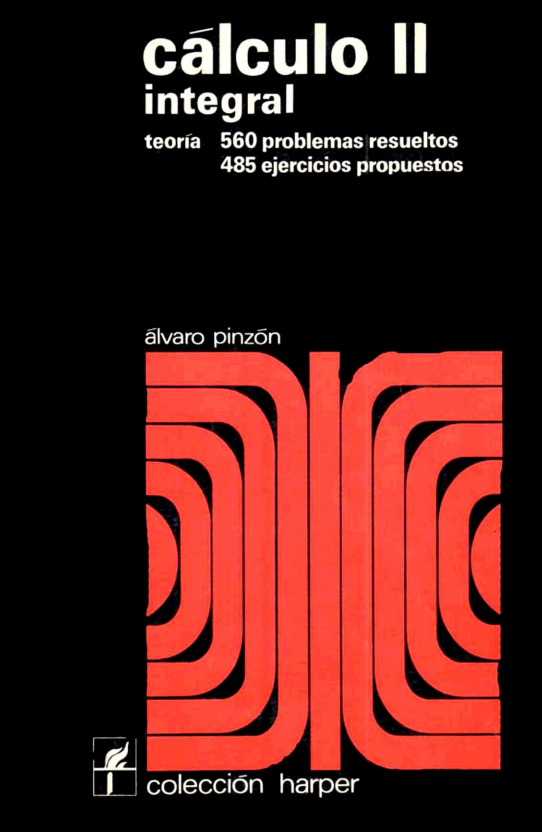 cálculo II
integral
teoría 560 problemas resueltos
485 ejercicios propuestos
álvaro pinzón
colección harper